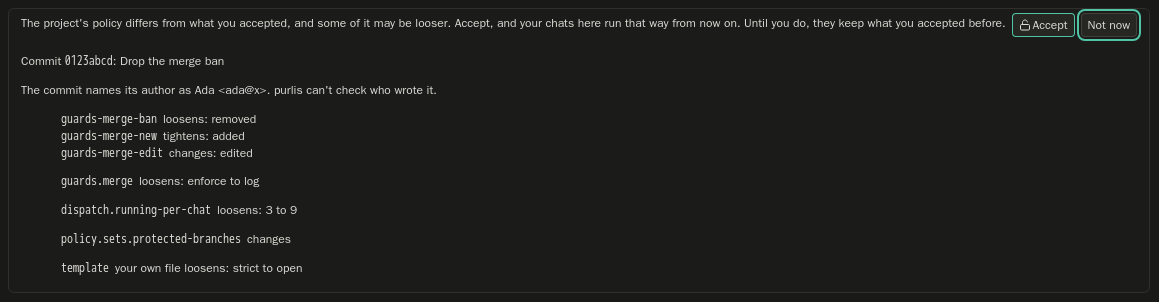 The project's policy differs from what you accepted, and some of it may be looser. Accept, and your chats here run that way from now on. Until you do, they keep what you accepted before. Accept Not now
Commit 0123abcd: Drop the merge ban
The commit names its author as Ada <ada@x>. purlis can't check who wrote it.
guards-merge-ban loosens: removed
guards-merge-new tightens: added
guards-merge-edit changes: edited
guards.merge loosens: enforce to log
dispatch.running-per-chat loosens: 3 to 9
policy.sets.protected-branches changes
template your own file loosens: strict to open